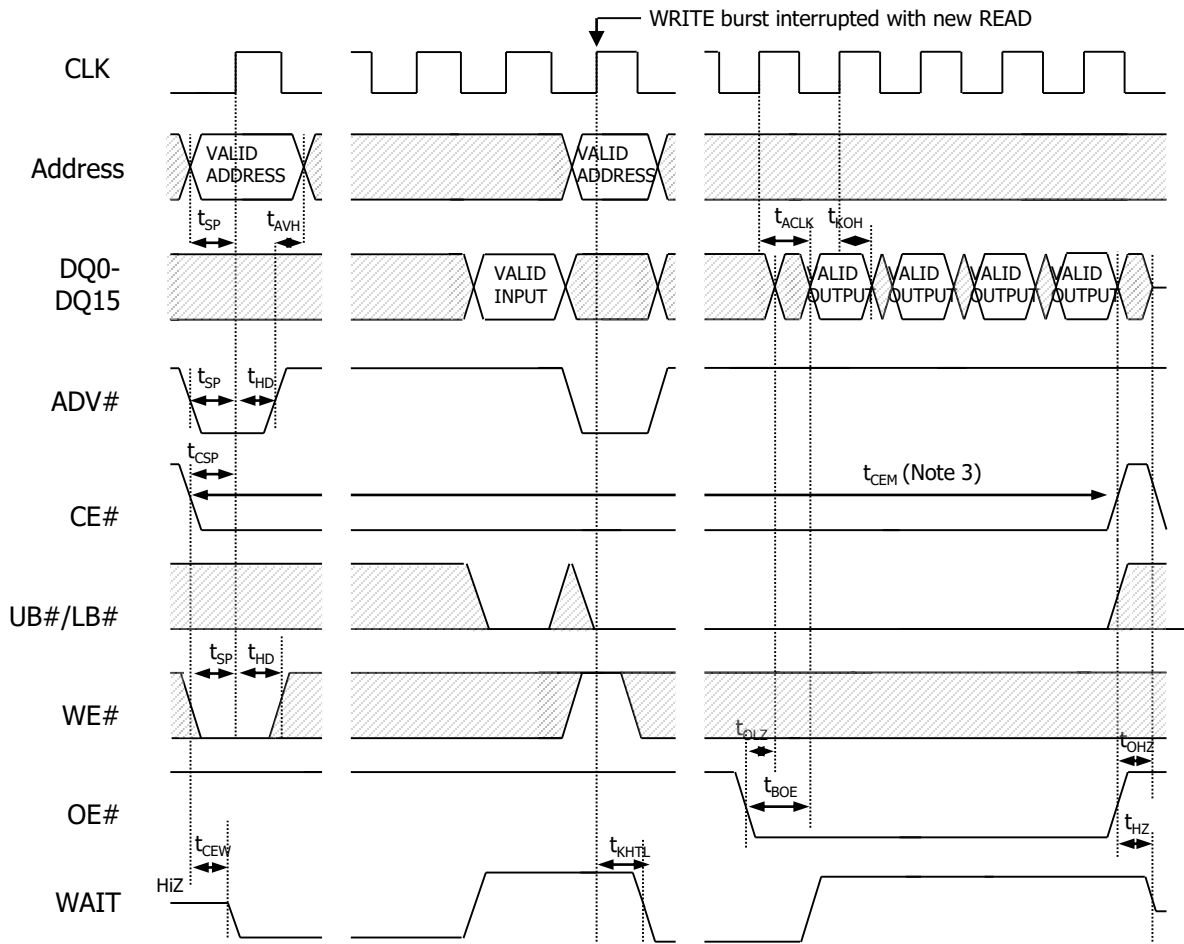 WRITE burst interrupted with new READ
CLK
Address
VALID
ADDRESS
VALID
ADDRESS
tSP
tAVH
tACLK
tKOH
DQ0-
DQ15
VALID
INPUT
ALID
OUTPUT
VALID
OUTPUT
VALID
OUTPUT
VALID
OUTPUT
ADV#
tSP
tHD
tCSP
CE#
tCEM (Note 3)
UB#/LB#
tSP
tHD
WE#
tOLZ
tOHZ
OE#
tBOE
tHZ
tCEW
tKHTL
HiZ
WAIT